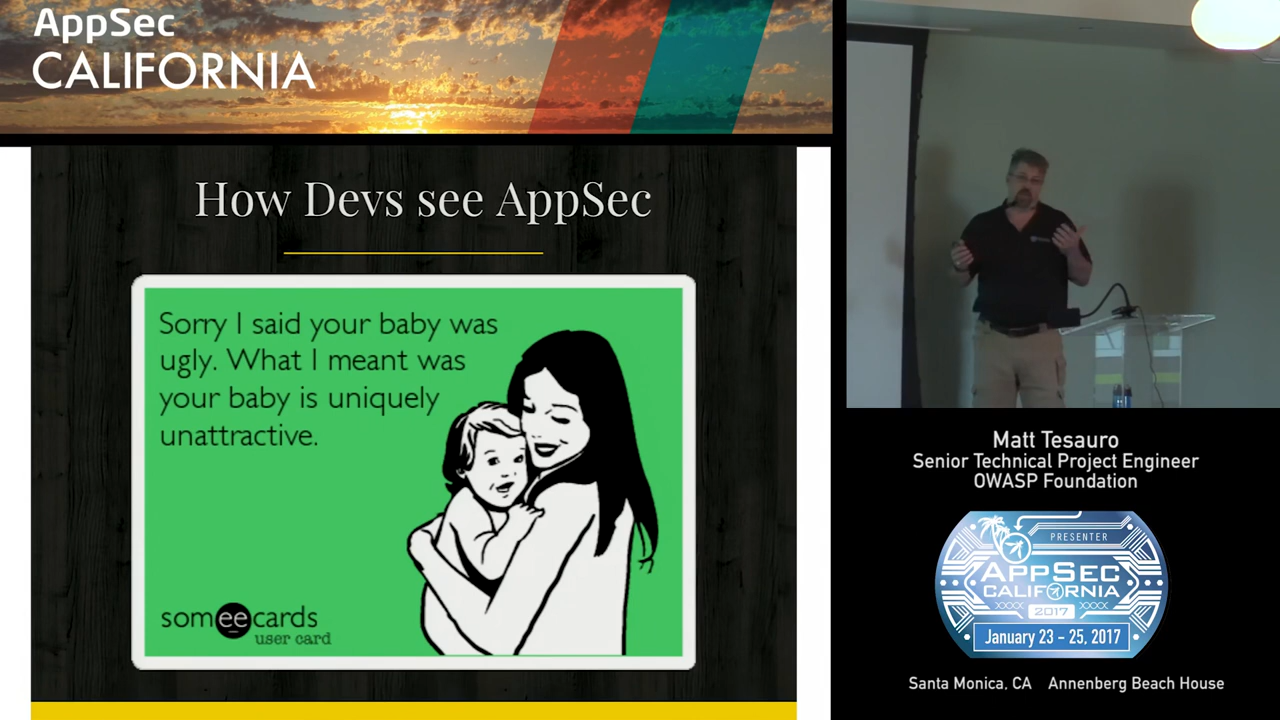 AppSec
CALIFORNIA
How Devs see AppSec
Sorry I said your baby was
ugly. What I meant was
your baby is uniquely
unattractive.
someecards
user card
Matt Tesauro
Senior Technical Project Engineer
OWASP Foundation
PRESENTER
APPSEC
CALIFORNIA
XXXX 2017 XXXX
January 23 - 25, 2017
Santa Monica, CA Annenberg Beach House